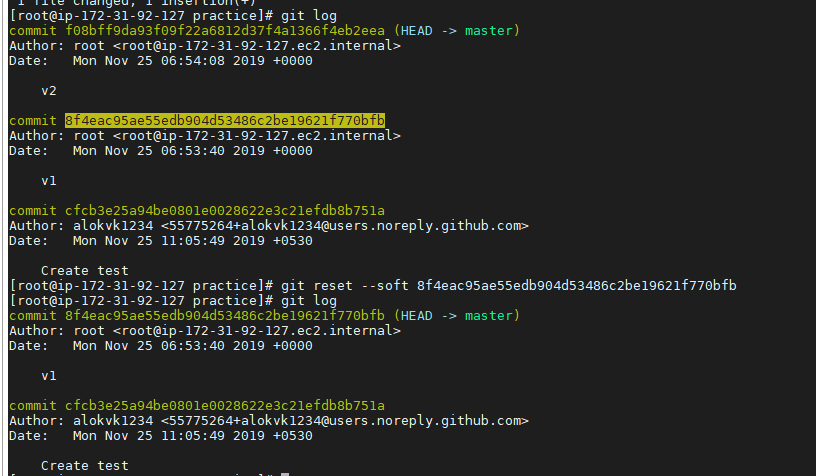 1 file changed, 1 insertion(+)
[root@ip-172-31-92-127 practice]# git log
commit f08bff9da93f09f22a6812d37f4a1366f4eb2eea (HEAD -> master)
Author: root <root@ip-172-31-92-127.ec2.internal>
Date:   Mon Nov 25 06:54:08 2019 +0000
    v2
commit 8f4eac95ae55edb904d53486c2be19621f770bfb
Author: root <root@ip-172-31-92-127.ec2.internal>
Date:   Mon Nov 25 06:53:40 2019 +0000
    v1
commit cfcb3e25a94be0801e0028622e3c21efdb8b751a
Author: alokvk1234 <55775264+alokvk1234@users.noreply.github.com>
Date:   Mon Nov 25 11:05:49 2019 +0530
    Create test
[root@ip-172-31-92-127 practice]# git reset --soft 8f4eac95ae55edb904d53486c2be19621f770bfb
[root@ip-172-31-92-127 practice]# git log
commit 8f4eac95ae55edb904d53486c2be19621f770bfb (HEAD -> master)
Author: root <root@ip-172-31-92-127.ec2.internal>
Date:   Mon Nov 25 06:53:40 2019 +0000
    v1
commit cfcb3e25a94be0801e0028622e3c21efdb8b751a
Author: alokvk1234 <55775264+alokvk1234@users.noreply.github.com>
Date:   Mon Nov 25 11:05:49 2019 +0530
    Create test